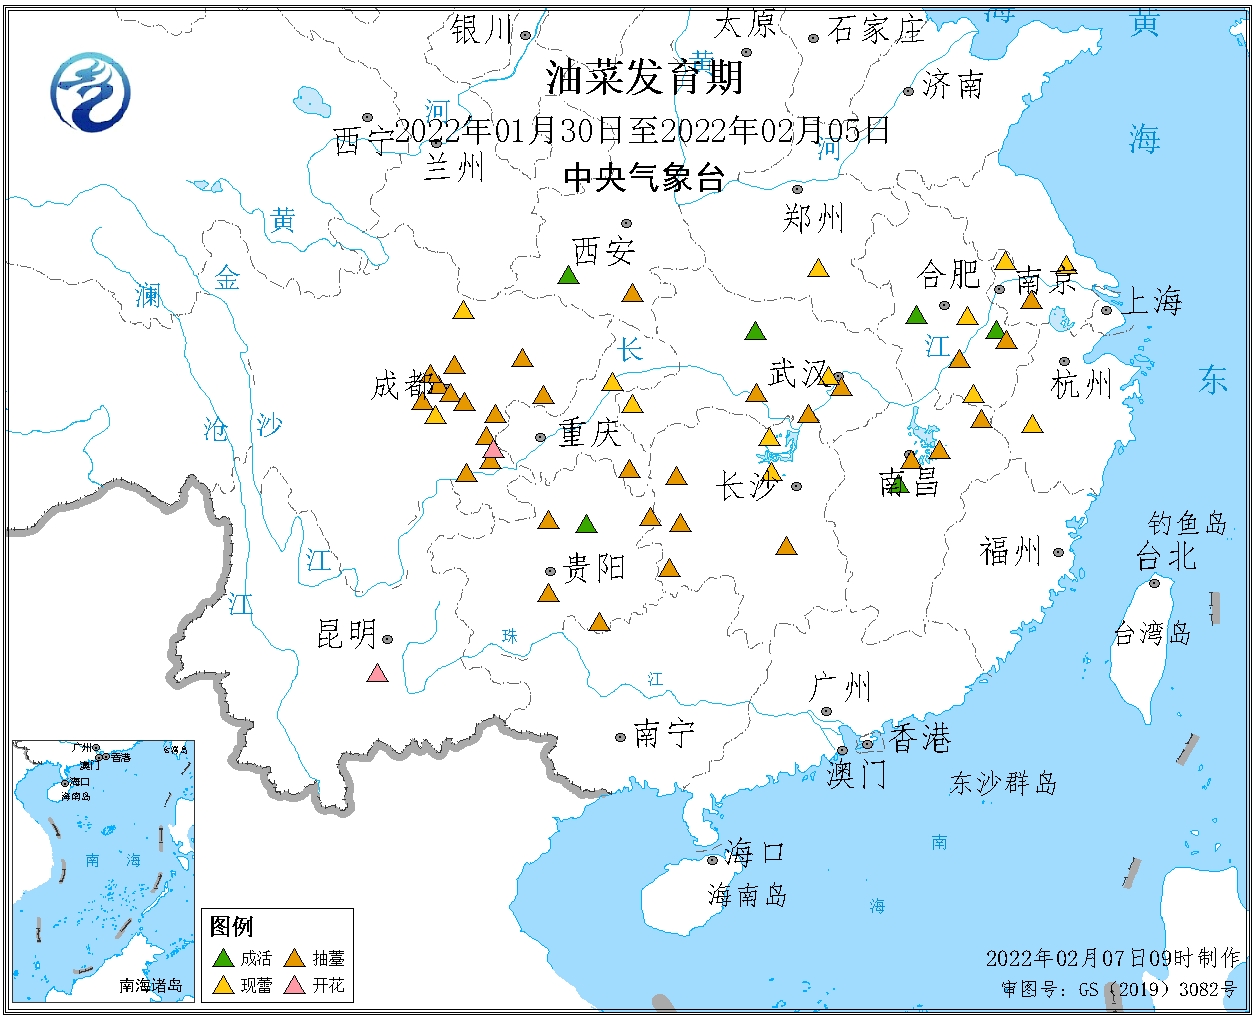 银川
太原
石家庄
海
黄
黄
油菜发育期
济南
河
2022年01月30日至2022年02月05日
西宁
兰州
河
海
中央气象台
黄
郑州
西安
金
澜
合肥
南京
上海
长
江
武汉
成都
杭州
东
沧
沙
重庆
长沙
南昌
钓鱼岛
福州
台北
江
贵阳
江
昆明
珠
台湾岛
江
广州
南宁
香港
澳门
东沙群岛
广州
香港
澳门
台湾岛
海口
海南岛
南
海
南
海口
海南岛
海
图例
成活
抽薹
现蕾
开花
南海诸岛
2022年02月07日09时制作
审图号: GS (2019) 3082号